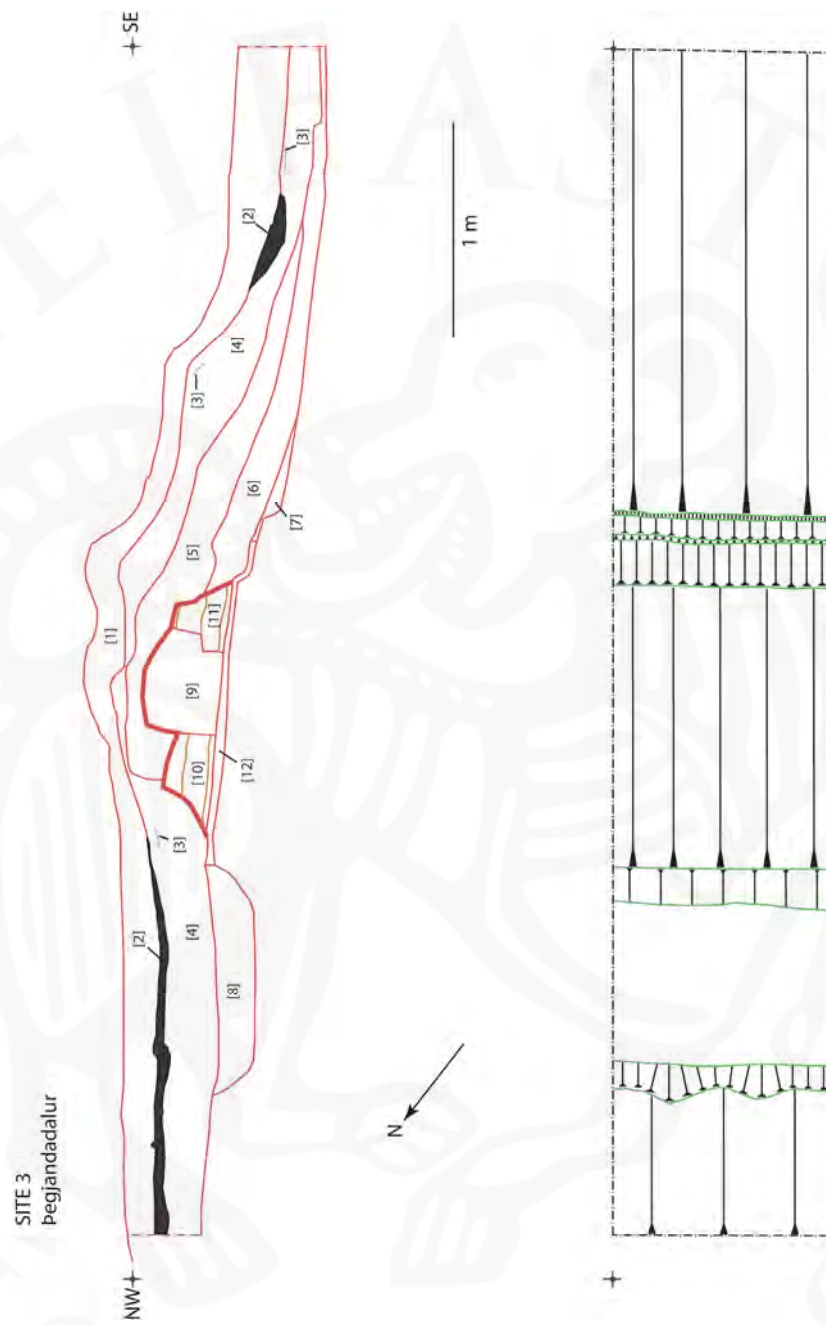 SITE 3
Þegjandadalur
NW
SE
[1]
[2]
[3]
[4]
[5]
[9]
[3]
[10]
[11]
[8]
[4]
[12]
[2]
[6]
[7]
[3]
N
1 m
EIFAST